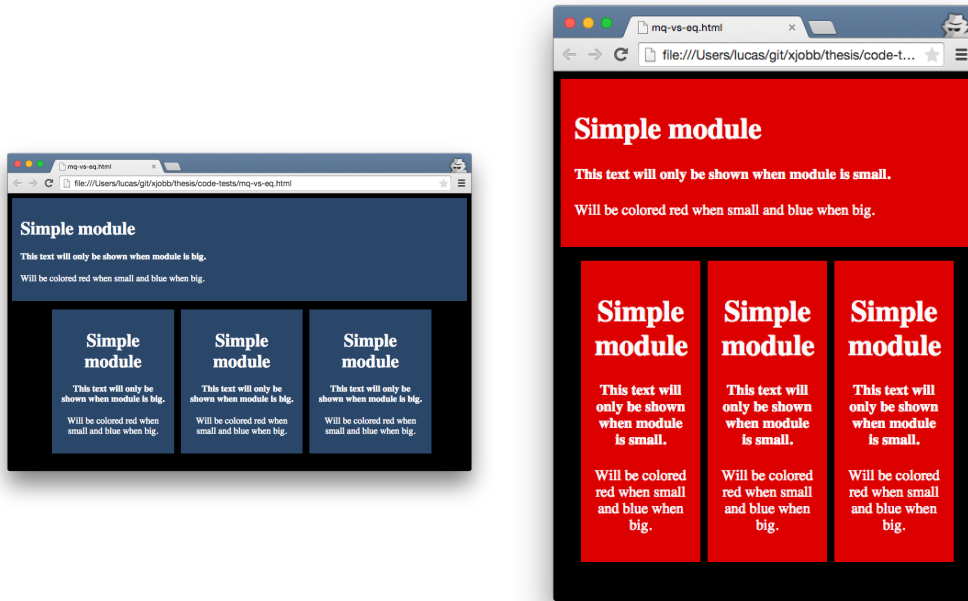 mq-vs-eq.html
file:///Users/lucas/git/xjobb/thesis/code-tests/mq-vs-eq.html
Simple module
This text will only be shown when module is big.
Will be colored red when small and blue when big.
Simple
module
This text will only be
shown when module is big.
Will be colored red when
small and blue when big.
Simple
module
This text will only be
shown when module is big.
Will be colored red when
small and blue when big.
Simple
module
This text will only be
shown when module is big.
Will be colored red when
small and blue when big.
mq-vs-eq.html
file:///Users/lucas/git/xjobb/thesis/code-t...
Simple module
This text will only be shown when module is small.
Will be colored red when small and blue when big.
Simple
module
This text will
only be shown
when module
is small.
Will be colored
red when small
and blue when
big.
Simple
module
This text will
only be shown
when module
is small.
Will be colored
red when small
and blue when
big.
Simple
module
This text will
only be shown
when module
is small.
Will be colored
red when small
and blue when
big.